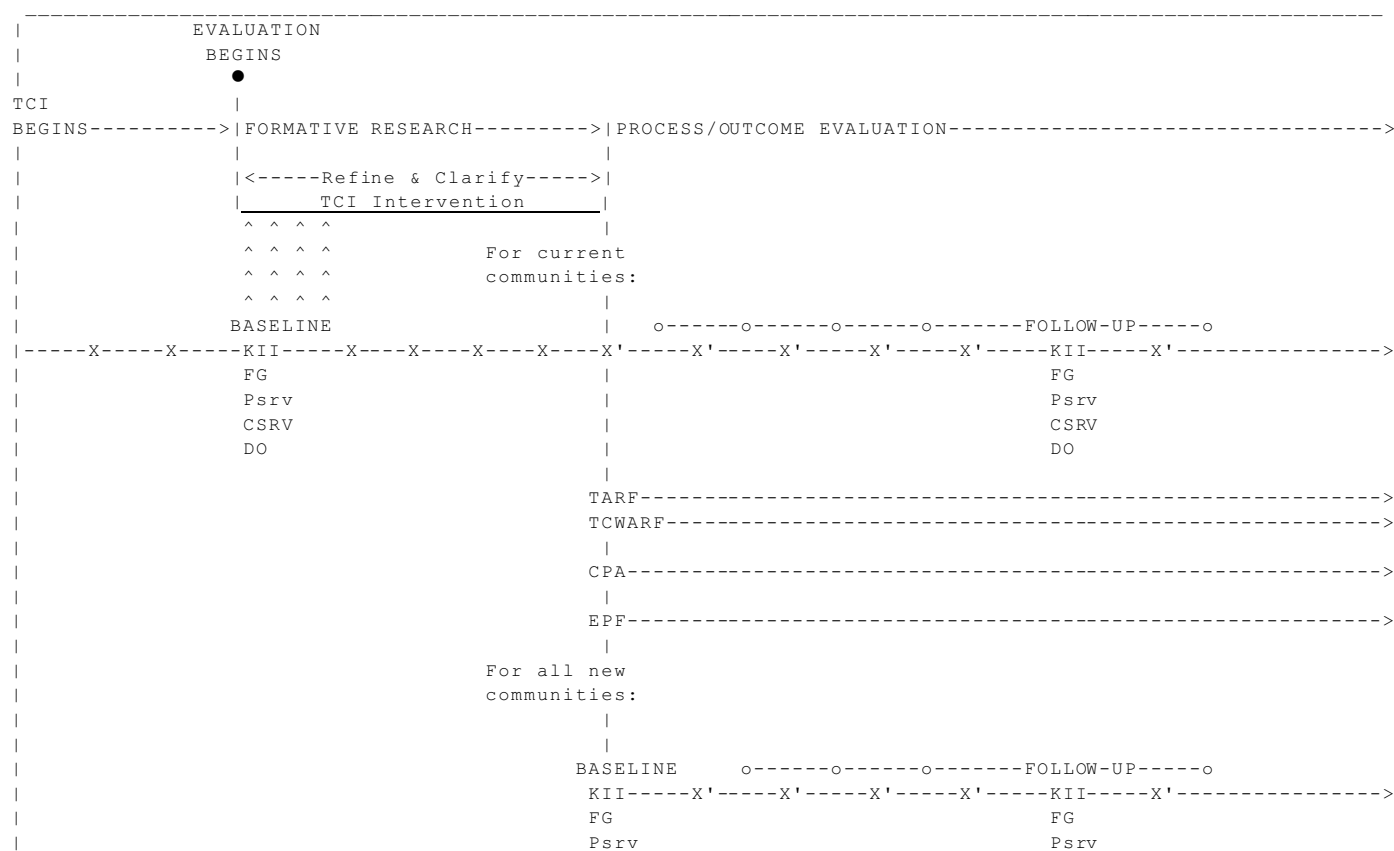 EVALUATION
BEGINS
TCI
BEGINS---------->|FORMATIVE RESEARCH--------->|PROCESS/OUTCOME EVALUATION---------------------------------->
|<-----Refine & Clarify----->|
TCI Intervention
^ ^ ^ ^
^ ^ ^ ^ For current
^ ^ ^ ^ communities:
^ ^ ^ ^
BASELINE | o------o------o------o-------FOLLOW-UP-----o
|-----X-----X-----KII-----X----X----X----X----X'-----X'-----X'-----X'-----X'-----KII-----X'---------------->
FG | FG
Psrv | Psrv
CSRV | CSRV
DO | DO
TARF---------------------------------------------------------->
TCWARF-------------------------------------------------------->
CPA----------------------------------------------------------->
EPF----------------------------------------------------------->
For all new
communities:
BASELINE o------o------o-------FOLLOW-UP-----o
KII-----X'-----X'-----X'-----X'-----KII-----X'---------------->
FG FG
Psrv Psrv